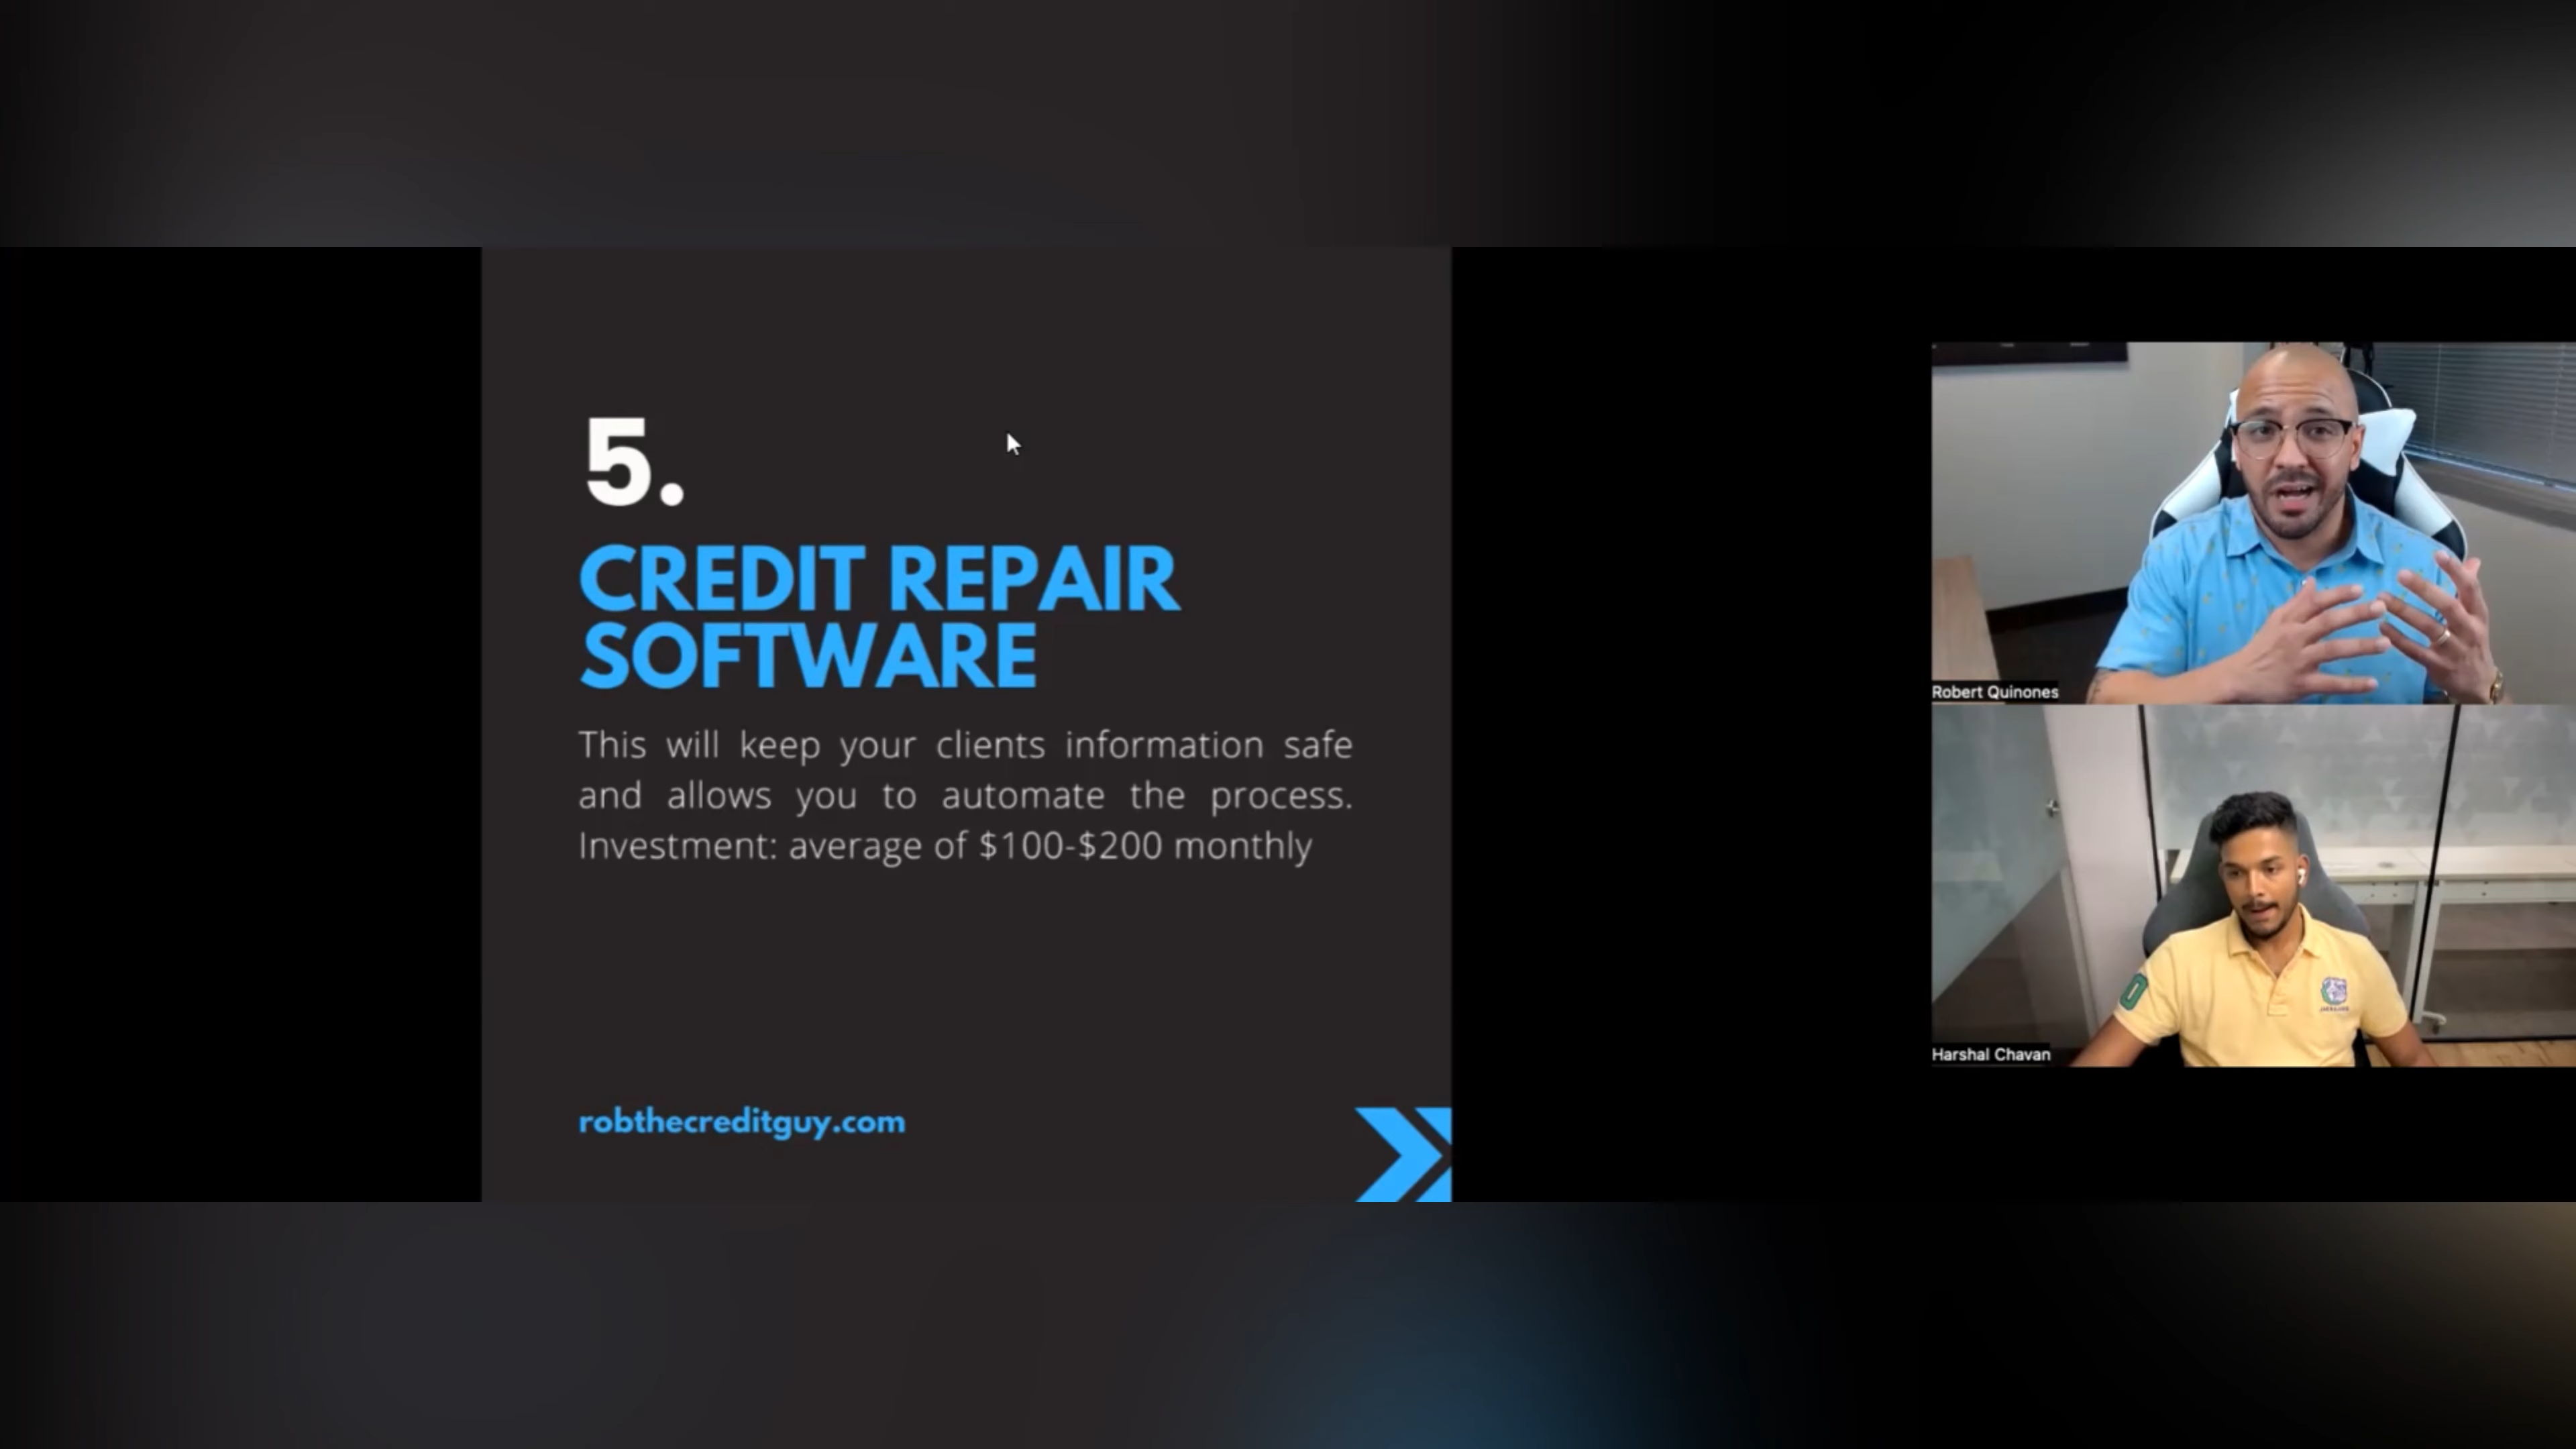 5.
CREDIT REPAIR
SOFTWARE
This will keep your clients information safe
and allows you to automate the process.
Investment: average of $100-$200 monthly
robthecreditguy.com
Robert Quinones
Harshal Chavan